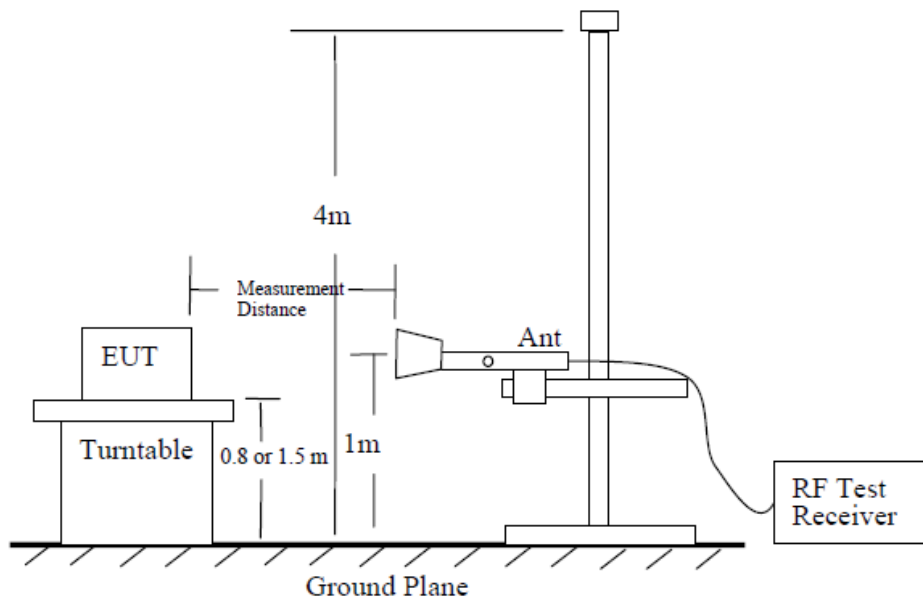 4m
Measurement
Distance
EUT
Ant
Turntable
0.8 or 1.5 m
1m
RF Test
Receiver
Ground Plane